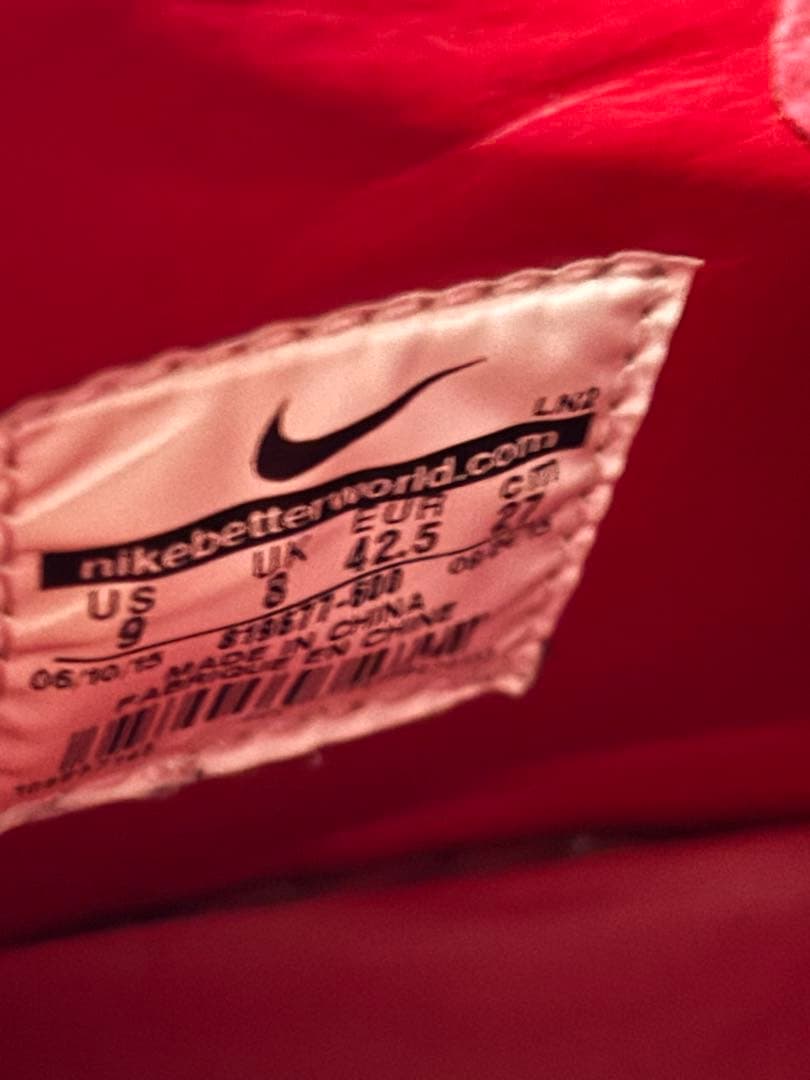 LN2
nikebetterworld.com
US UK EUR cm
9 8 42.5 27
06/10/15
MADE IN CHINA
FABRIQUE EN CHINE